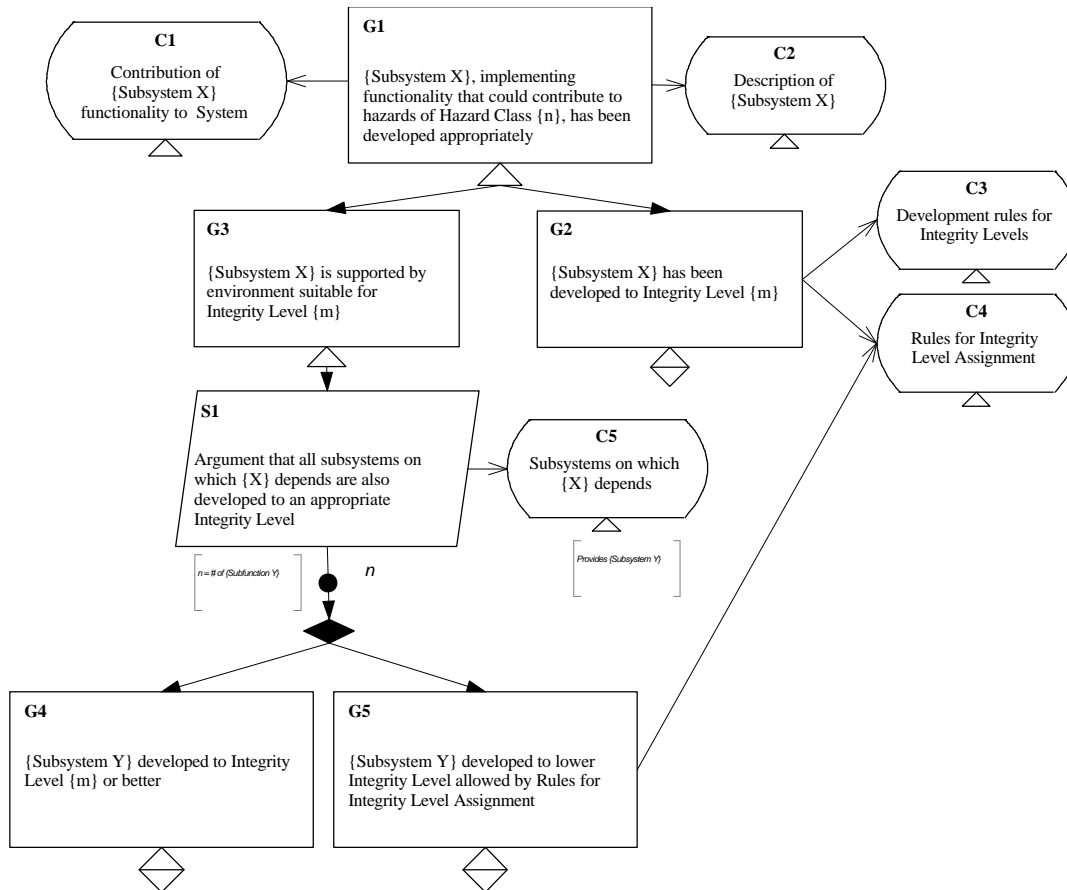 C1
Contribution of
{Subsystem X}
functionality to System
G1
{Subsystem X}, implementing
functionality that could contribute to
hazards of Hazard Class {n}, has been
developed appropriately
C2
Description of
{Subsystem X}
G3
{Subsystem X} is supported by
environment suitable for
Integrity Level {m}
G2
{Subsystem X} has been
developed to Integrity Level {m}
C3
Development rules for
Integrity Levels
C4
Rules for Integrity
Level Assignment
S1
Argument that all subsystems on
which {X} depends are also
developed to an appropriate
Integrity Level
C5
Subsystems on which
{X} depends
n = # of {Subfunction Y}
n
Provides {Subsystem Y}
G4
{Subsystem Y} developed to Integrity
Level {m} or better
G5
{Subsystem Y} developed to lower
Integrity Level allowed by Rules for
Integrity Level Assignment